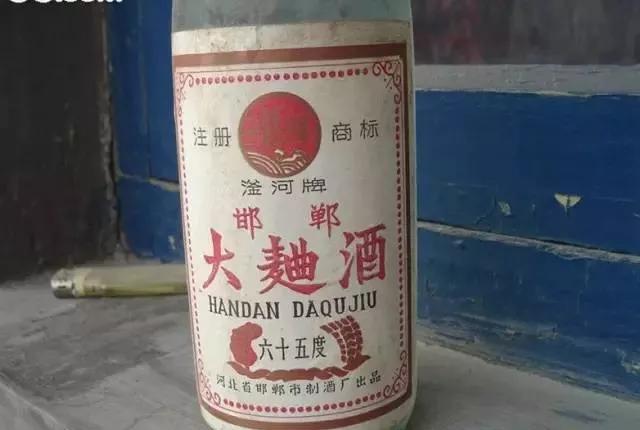 注册 商标
滏河牌
邯郸
大麯酒
HANDAN DAQUJIU
六十五度
河北省邯郸市制酒厂出品